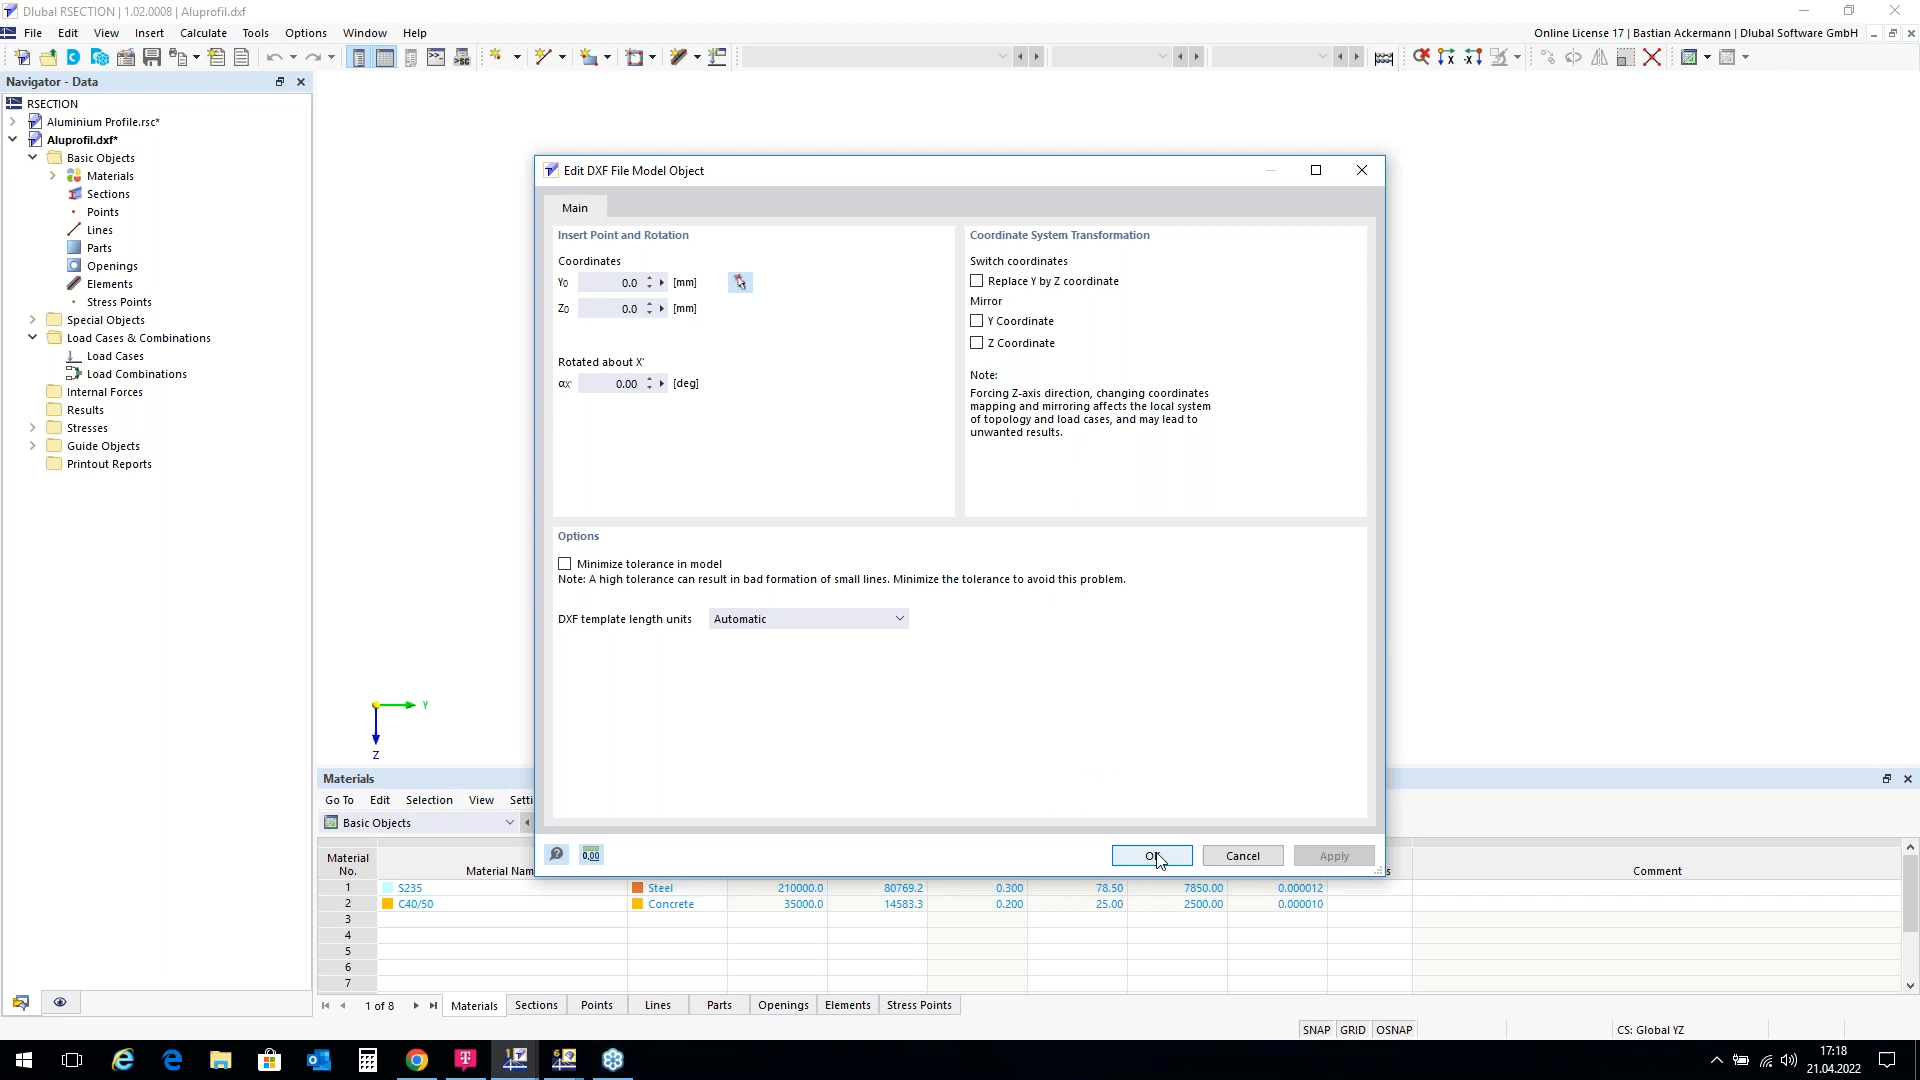 Dlubal RSECTION | 1.02.0008 | Aluprofil.dxf
File Edit View Insert Calculate Tools Options Window Help
Online License 17 | Bastian Ackermann | Dlubal Software GmbH
Navigator - Data
RSECTION
Aluminium Profile.rsc*
Aluprofil.dxf*
Basic Objects
Materials
Sections
Points
Lines
Parts
Openings
Elements
Stress Points
Special Objects
Load Cases & Combinations
Load Cases
Load Combinations
Internal Forces
Results
Stresses
Guide Objects
Printout Reports
Y
Z
Edit DXF File Model Object
Main
Insert Point and Rotation
Coordinates
Y0 0.0 [mm]
Z0 0.0 [mm]
Rotated about X'
αX' 0.00 [deg]
Coordinate System Transformation
Switch coordinates
Replace Y by Z coordinate
Mirror
Y Coordinate
Z Coordinate
Note:
Forcing Z-axis direction, changing coordinates
mapping and mirroring affects the local system
of topology and load cases, and may lead to
unwanted results.
Options
Minimize tolerance in model
Note: A high tolerance can result in bad formation of small lines. Minimize the tolerance to avoid this problem.
DXF template length units Automatic
0,00
Cancel Apply
Materials
Go To Edit Selection View
Basic Objects
Material
No.
Material Nam
Comment
1 S235 Steel 210000.0 80769.2 0.300 78.50 7850.00 0.000012
2 C40/50 Concrete 35000.0 14583.3 0.200 25.00 2500.00 0.000010
3
4
5
6
7
1 of 8 Materials Sections Points Lines Parts Openings Elements Stress Points
SNAP GRID OSNAP
CS: Global YZ
17:18
21.04.2022